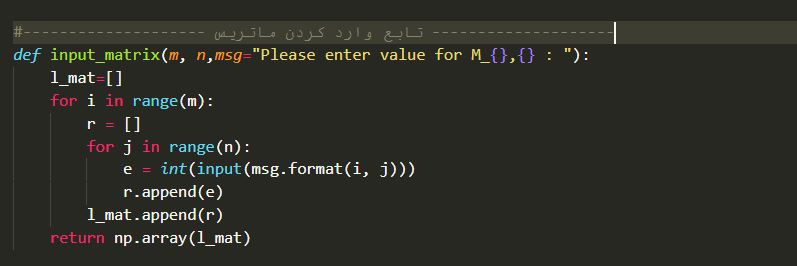 #-------------------- تابع وارد کردن ماتریس --------------------
def input_matrix(m, n,msg="Please enter value for M_{},{} : "):
    l_mat=[]
    for i in range(m):
        r = []
        for j in range(n):
            e = int(input(msg.format(i, j)))
            r.append(e)
        l_mat.append(r)
    return np.array(l_mat)